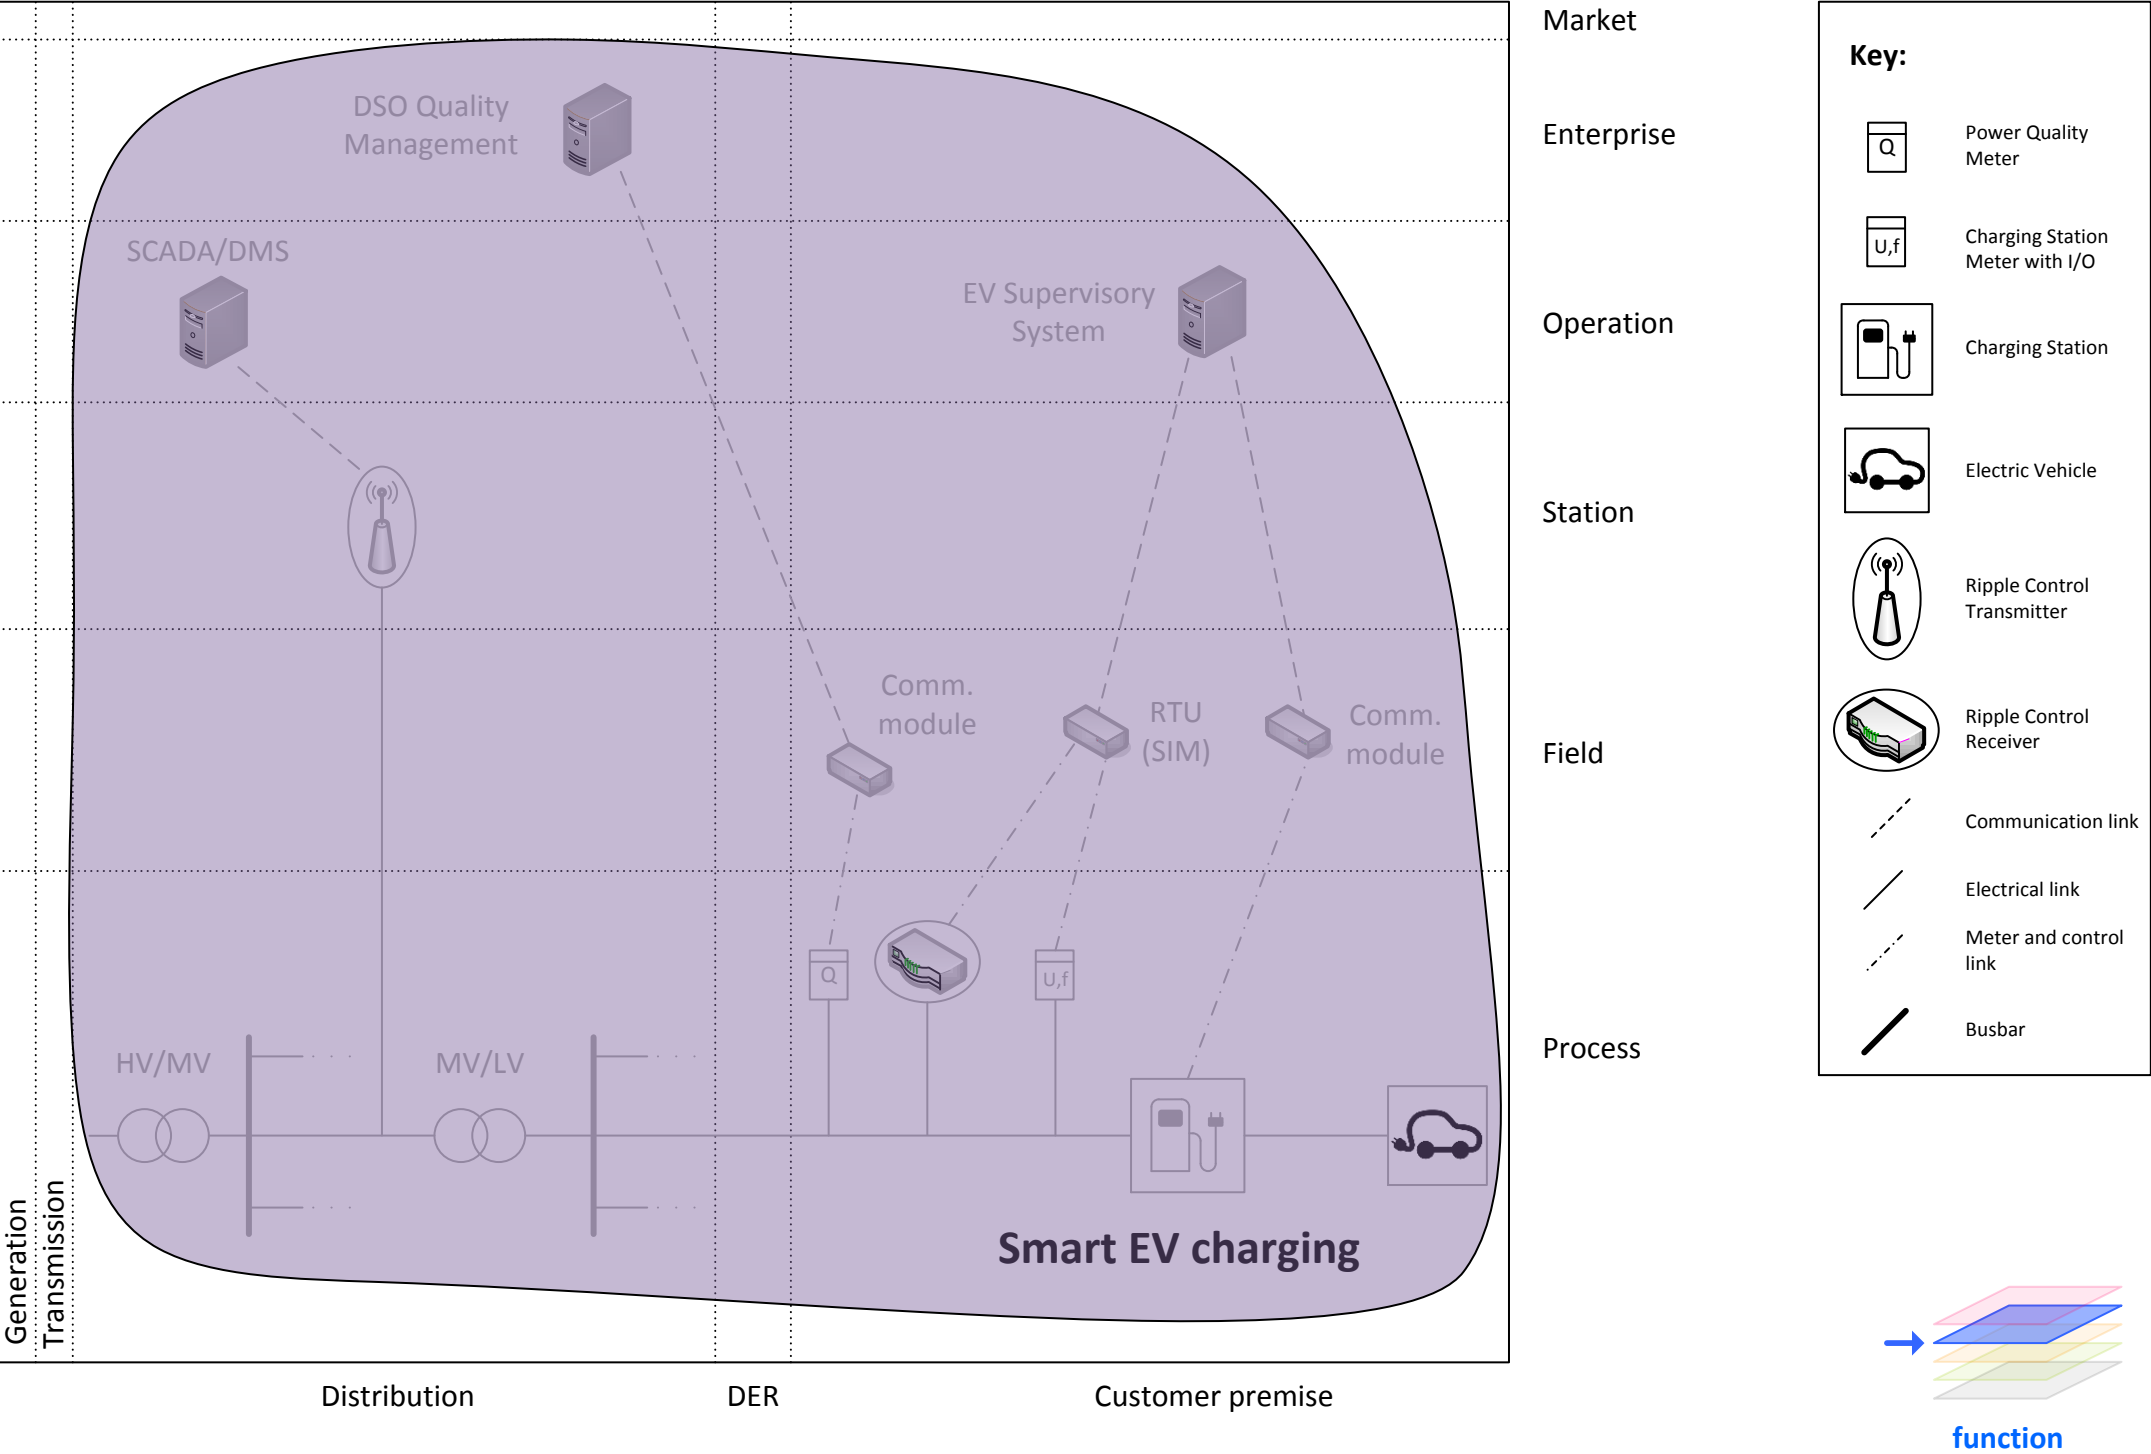 Market
Enterprise
Operation
Station
Field
Process
DSO Quality
Management
SCADA/DMS
EV Supervisory
System
Comm.
module
RTU
(SIM)
Comm.
module
Q
U,f
HV/MV
MV/LV
Smart EV charging
Generation
Transmission
Distribution
DER
Customer premise
Key:
Q
Power Quality
Meter
U,f
Charging Station
Meter with I/O
Charging Station
Electric Vehicle
Ripple Control
Transmitter
Ripple Control
Receiver
Communication link
Electrical link
Meter and control
link
Busbar
function